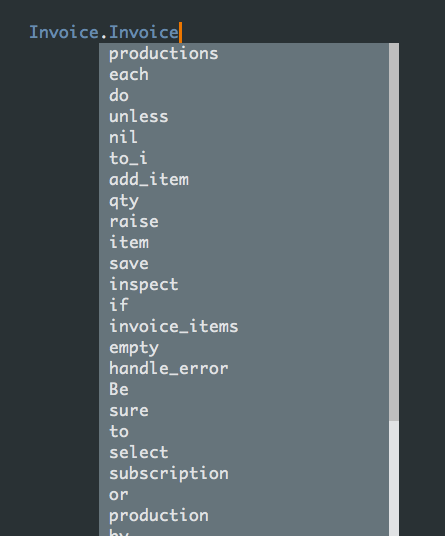 Invoice.Invoice
productions
each
do
unless
nil
to_i
add_item
qty
raise
item
save
inspect
if
invoice_items
empty
handle_error
Be
sure
to
select
subscription
or
production
by